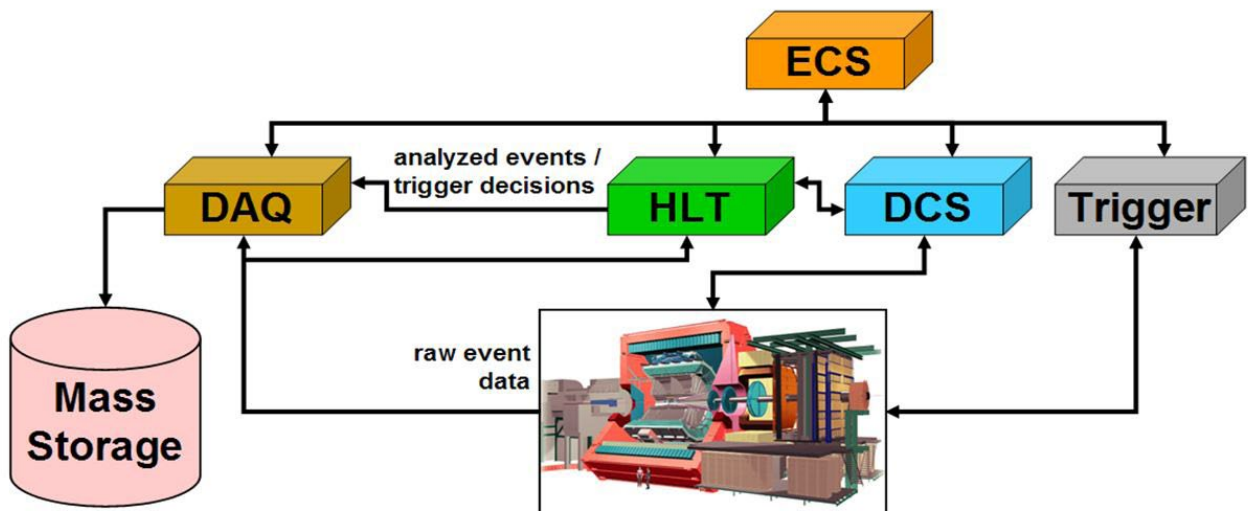 ECS
analyzed events /
trigger decisions
DAQ
HLT
DCS
Trigger
raw event
data
Mass
Storage